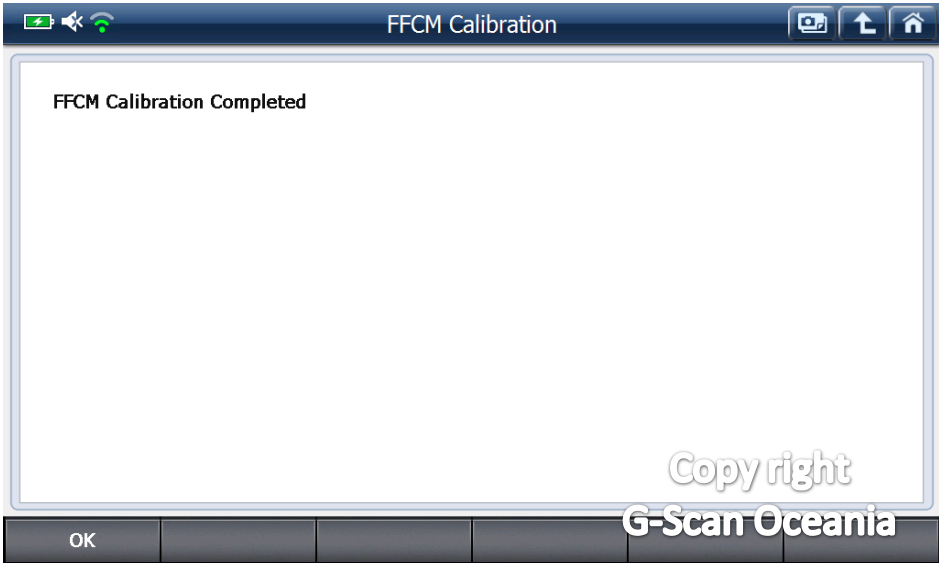 FFCM Calibration
FFCM Calibration Completed
Copy right
G-Scan Oceania
OK